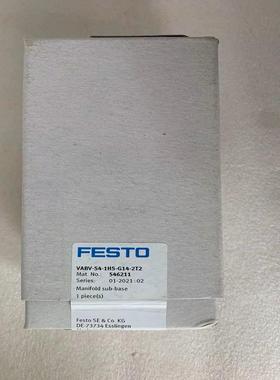 FESTO
VABV-S4-1HS-G14-2T2
Mat. No.: 546211
Series: 01-2021:02
Manifold sub-base
1 piece(s)
Festo SE & Co. KG
DE-73734 Esslingen